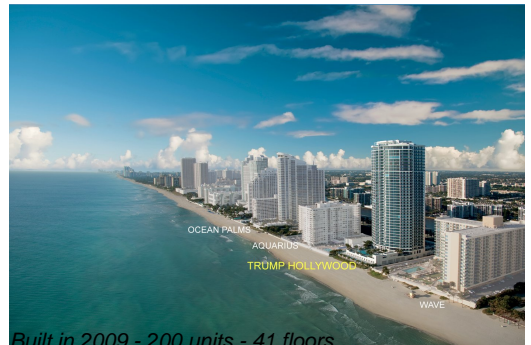 OCEAN PALMS
AQUARIUS
TRUMP HOLLYWOOD
WAVE
Built in 2009 - 200 units - 41 floors